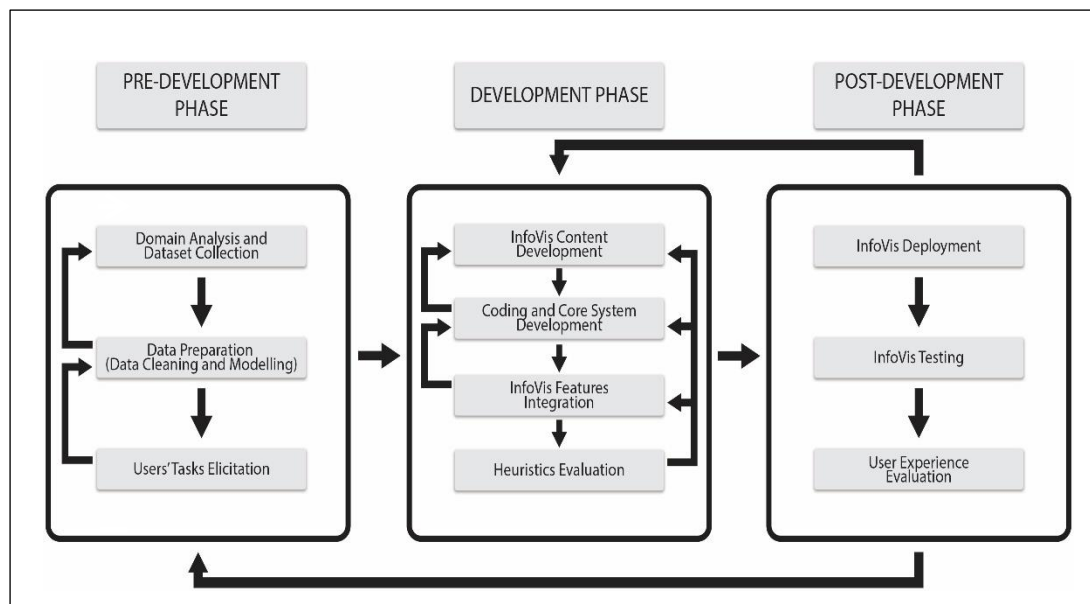 PRE-DEVELOPMENT
PHASE
DEVELOPMENT PHASE
POST-DEVELOPMENT
PHASE
Domain Analysis and
Dataset Collection
Data Preparation
(Data Cleaning and Modelling)
Users' Tasks Elicitation
InfoVis Content
Development
Coding and Core System
Development
InfoVis Features
Integration
Heuristics Evaluation
InfoVis Deployment
InfoVis Testing
User Experience
Evaluation